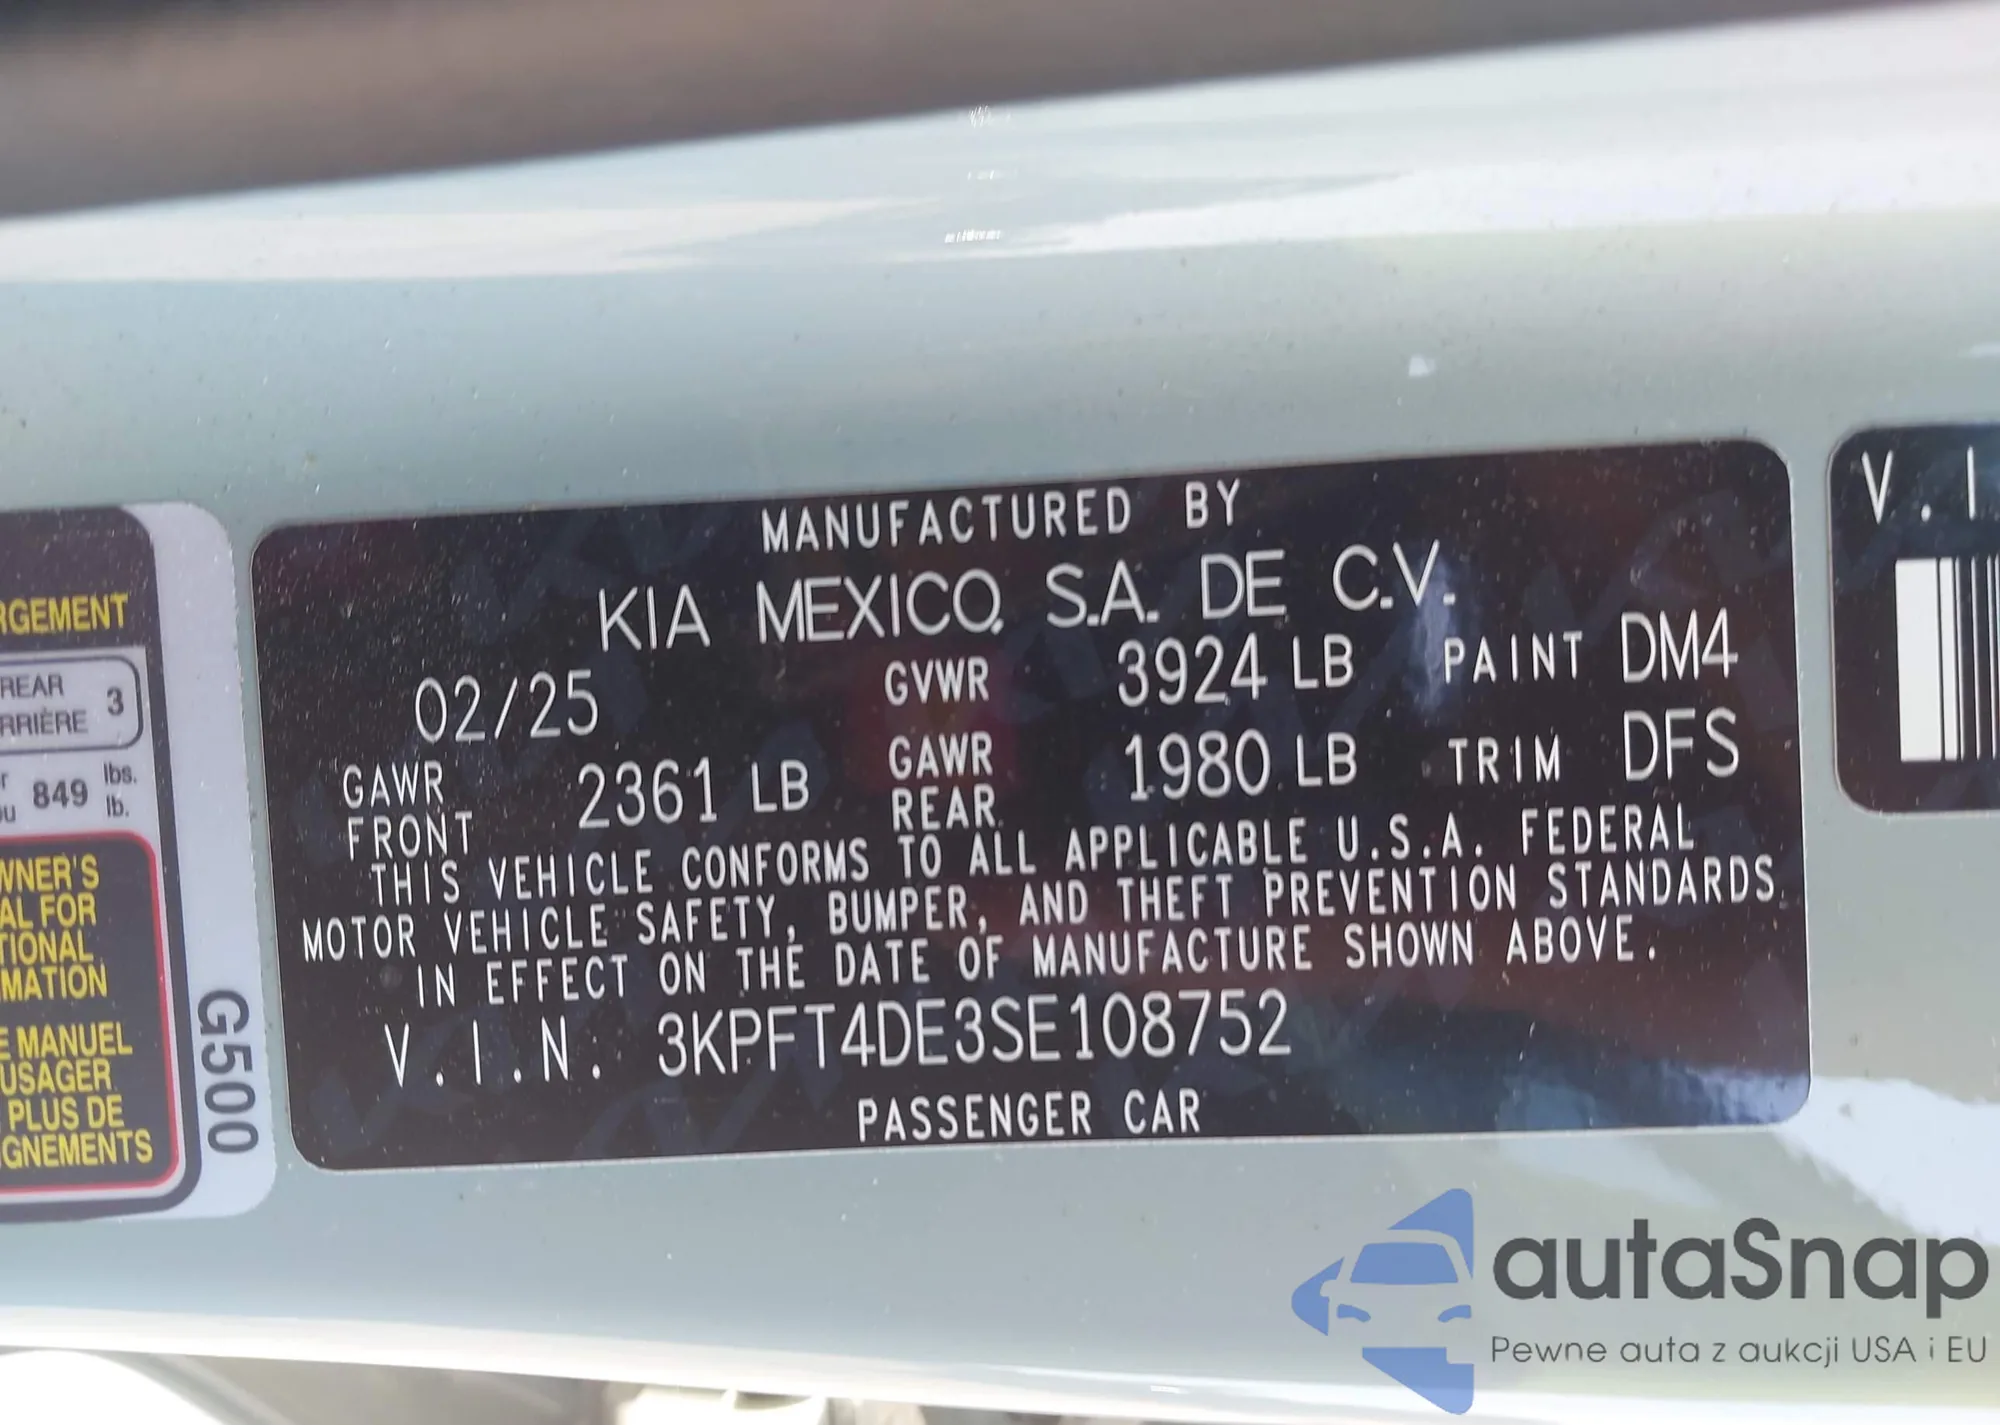 MANUFACTURED BY
KIA MEXICO, S.A. DE C.V.
02/25 GVWR 3924 LB PAINT DM4
GAWR FRONT 2361 LB GAWR REAR 1980 LB TRIM DFS
THIS VEHICLE CONFORMS TO ALL APPLICABLE U.S.A. FEDERAL
MOTOR VEHICLE SAFETY, BUMPER, AND THEFT PREVENTION STANDARDS
IN EFFECT ON THE DATE OF MANUFACTURE SHOWN ABOVE.
V.I.N. : 3KPFT4DE3SE108752
PASSENGER CAR
RGEMENT
REAR
RRIÈRE 3
849 lbs.
lb.
WNER'S
AL FOR
TIONAL
MATION
E MANUEL
USAGER
PLUS DE
GNEMENTS
G500
V.I.
autaSnap
Pewne auta z aukcji USA i EU